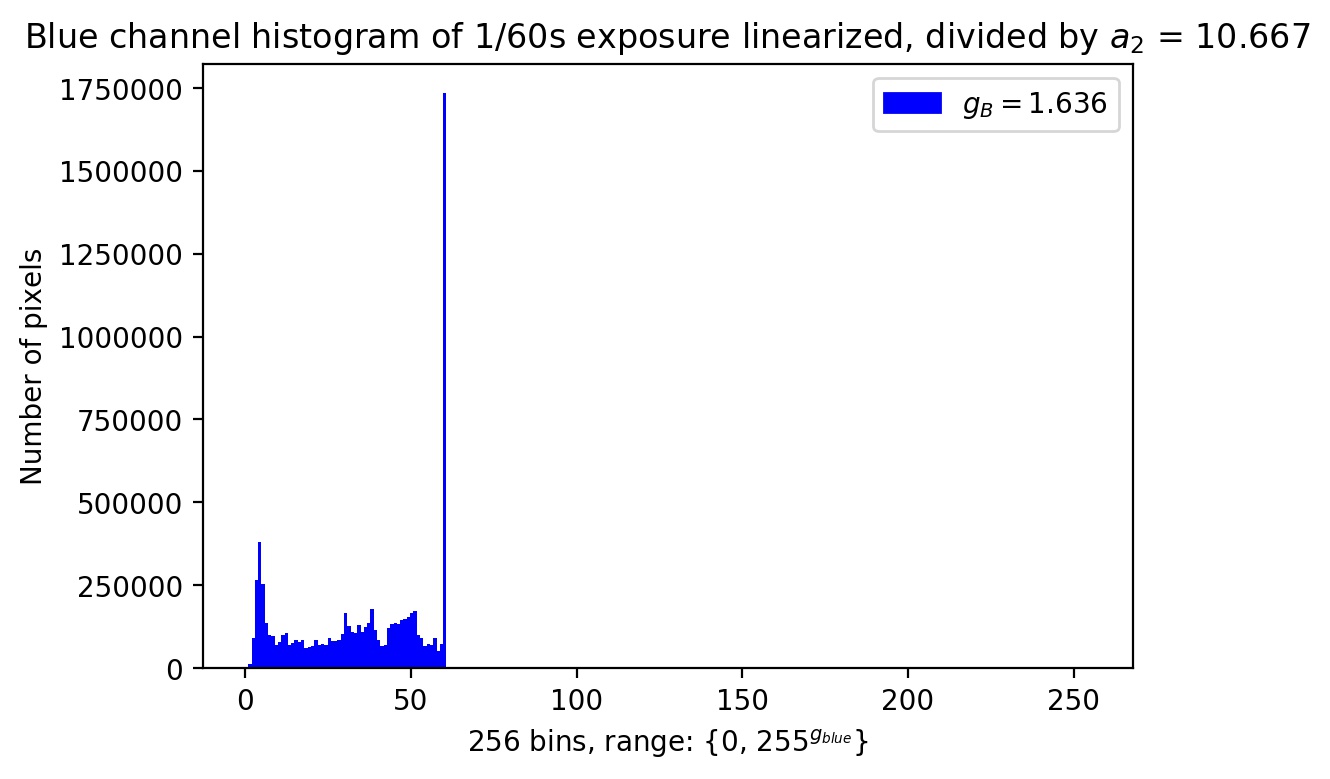 Blue channel histogram of 1/60s exposure linearized, divided by a₂ = 10.667
g_B = 1.636
1750000
1500000
1250000
1000000
750000
500000
250000
0
Number of pixels
0 50 100 150 200 250
256 bins, range: {0, 255^g_blue}